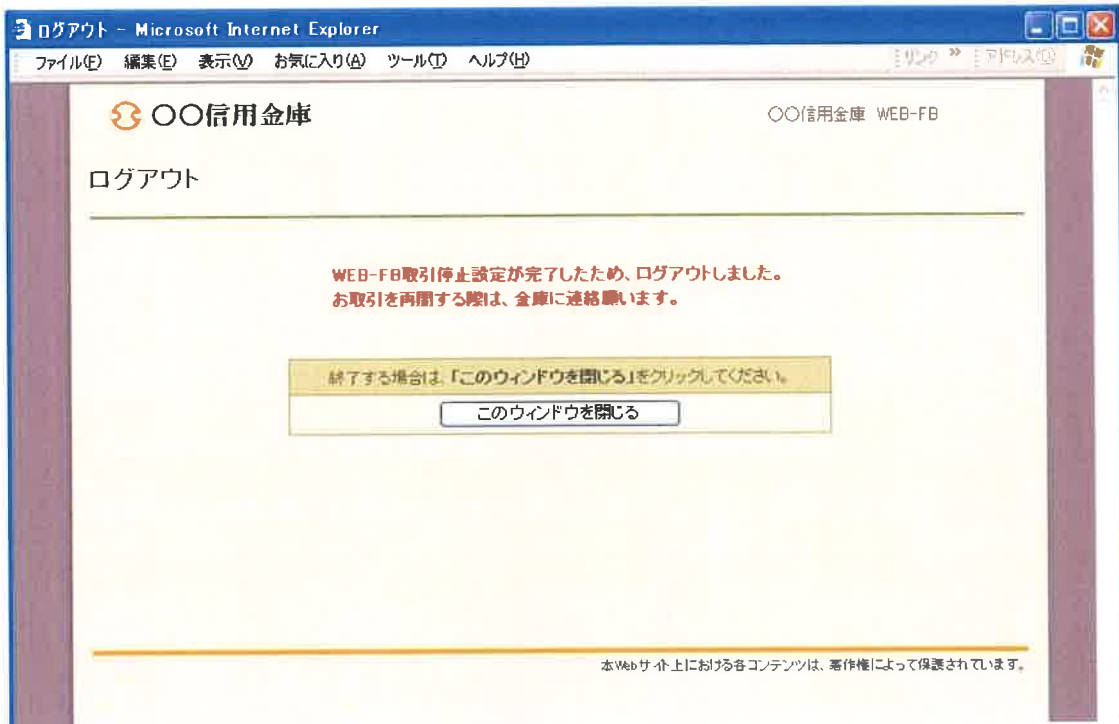 ログアウト - Microsoft Internet Explorer
ファイル(F) 編集(E) 表示(V) お気に入り(A) ツール(T) ヘルプ(H) リンク » アドレス(D)
〇〇信用金庫 〇〇信用金庫 WEB-FB
ログアウト
WEB-FB取引停止設定が完了したため、ログアウトしました。
お取引を再開する際は、金庫に連絡願います。
終了する場合は、「このウィンドウを閉じる」をクリックしてください。
このウィンドウを閉じる
本Webサイト上における各コンテンツは、著作権によって保護されています。